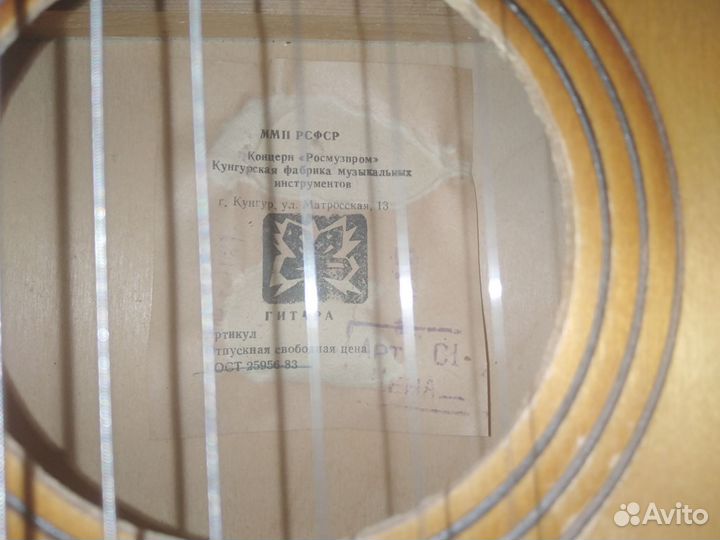 ММП РСФСР
Концерн «Росмузпром»
Кунгурская фабрика музыкальных
инструментов
г. Кунгур, ул. Матросская, 13
ГИТАРА
ртикул
тпускная свободная цена
ОСТ 25956-83
Avito